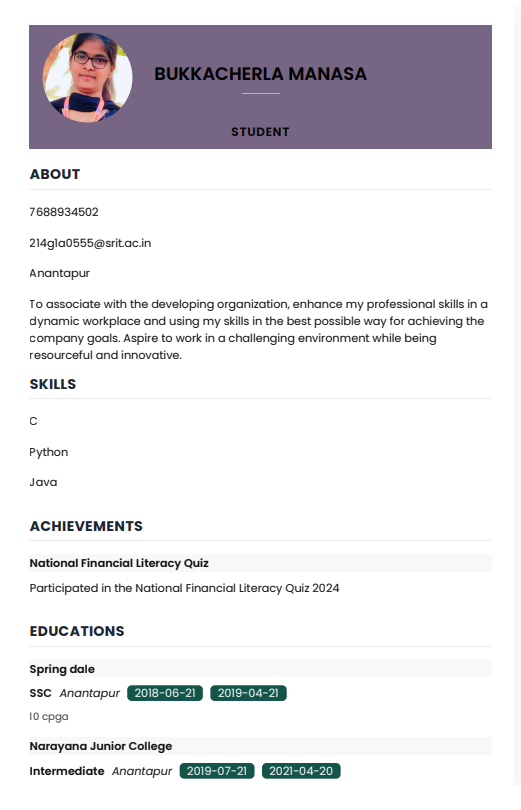 BUKKACHERLA MANASA
STUDENT
ABOUT
7688934502
214g1a0555@srit.ac.in
Anantapur
To associate with the developing organization, enhance my professional skills in a
dynamic workplace and using my skills in the best possible way for achieving the
company goals. Aspire to work in a challenging environment while being
resourceful and innovative.
SKILLS
C
Python
Java
ACHIEVEMENTS
National Financial Literacy Quiz
Participated in the National Financial Literacy Quiz 2024
EDUCATIONS
Spring dale
SSC Anantapur 2018-06-21 2019-04-21
10 cpga
Narayana Junior College
Intermediate Anantapur 2019-07-21 2021-04-20